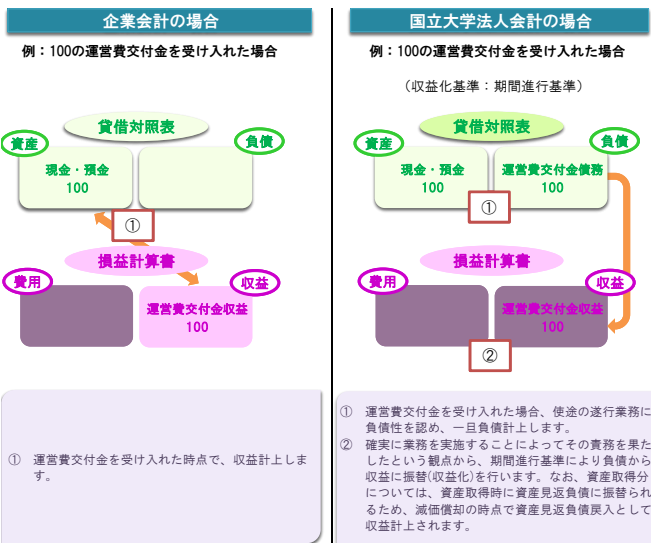 企業会計の場合
例：100の運営費交付金を受け入れた場合
貸借対照表
資産
負債
現金・預金
100
①
損益計算書
費用
収益
運営費交付金収益
100
① 運営費交付金を受け入れた時点で、収益計上しま
す。
国立大学法人会計の場合
例：100の運営費交付金を受け入れた場合
（収益化基準：期間進行基準）
貸借対照表
資産
負債
現金・預金
100
運営費交付金債務
100
①
損益計算書
費用
収益
運営費交付金収益
100
②
① 運営費交付金を受け入れた場合、使途の遂行業務に
負債性を認め、一旦負債計上します。
② 確実に業務を実施することによってその責務を果た
したという観点から、期間進行基準により負債から
収益に振替(収益化)を行います。なお、資産取得分
については、資産取得時に資産見返負債に振替られ
るため、減価償却の時点で資産見返負債戻入として
収益計上されます。